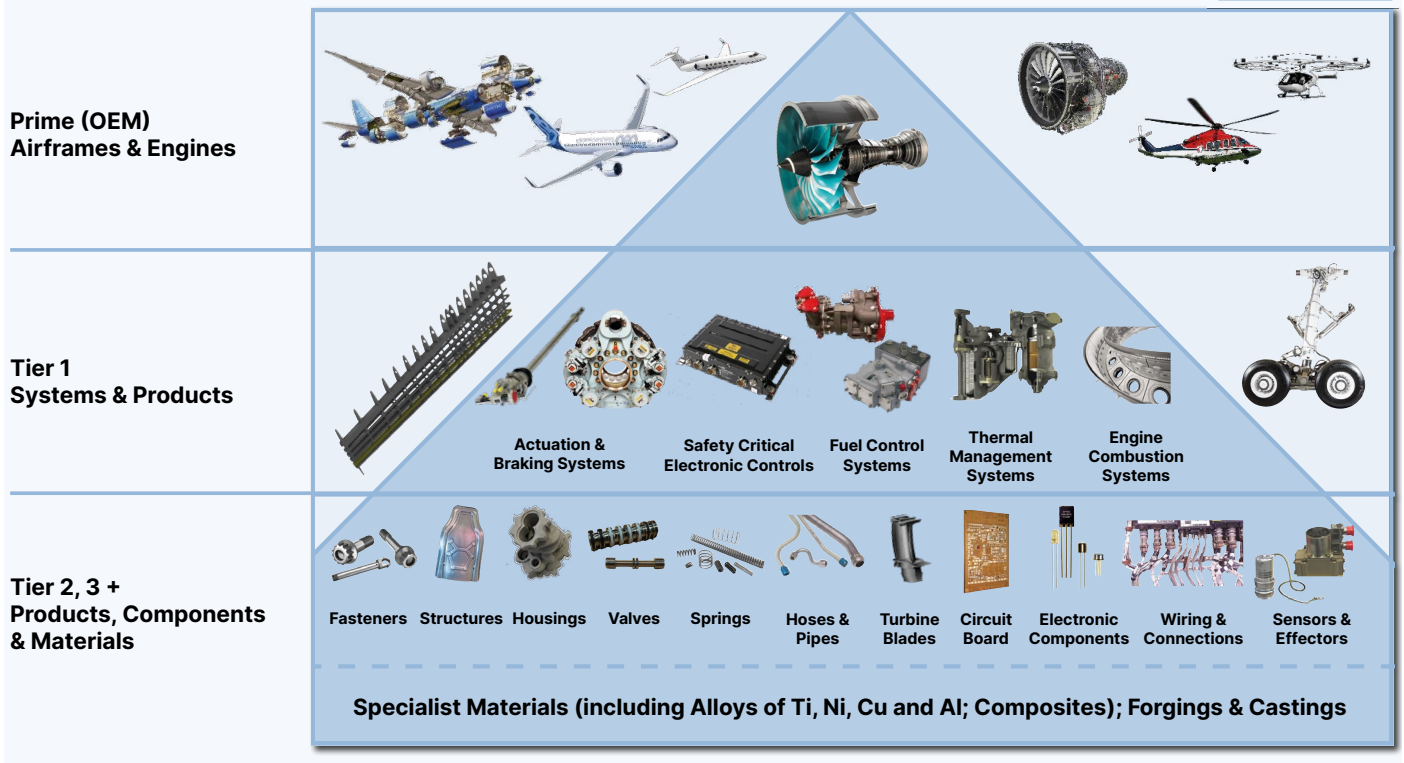 Prime (OEM)
Airframes & Engines
Tier 1
Systems & Products
Actuation &
Braking Systems
Safety Critical
Electronic Controls
Fuel Control
Systems
Thermal
Management
Systems
Engine
Combustion
Systems
Tier 2, 3 +
Products, Components
& Materials
Fasteners
Structures
Housings
Valves
Springs
Hoses &
Pipes
Turbine
Blades
Circuit
Board
Electronic
Components
Wiring &
Connections
Sensors &
Effectors
Specialist Materials (including Alloys of Ti, Ni, Cu and Al; Composites); Forgings & Castings